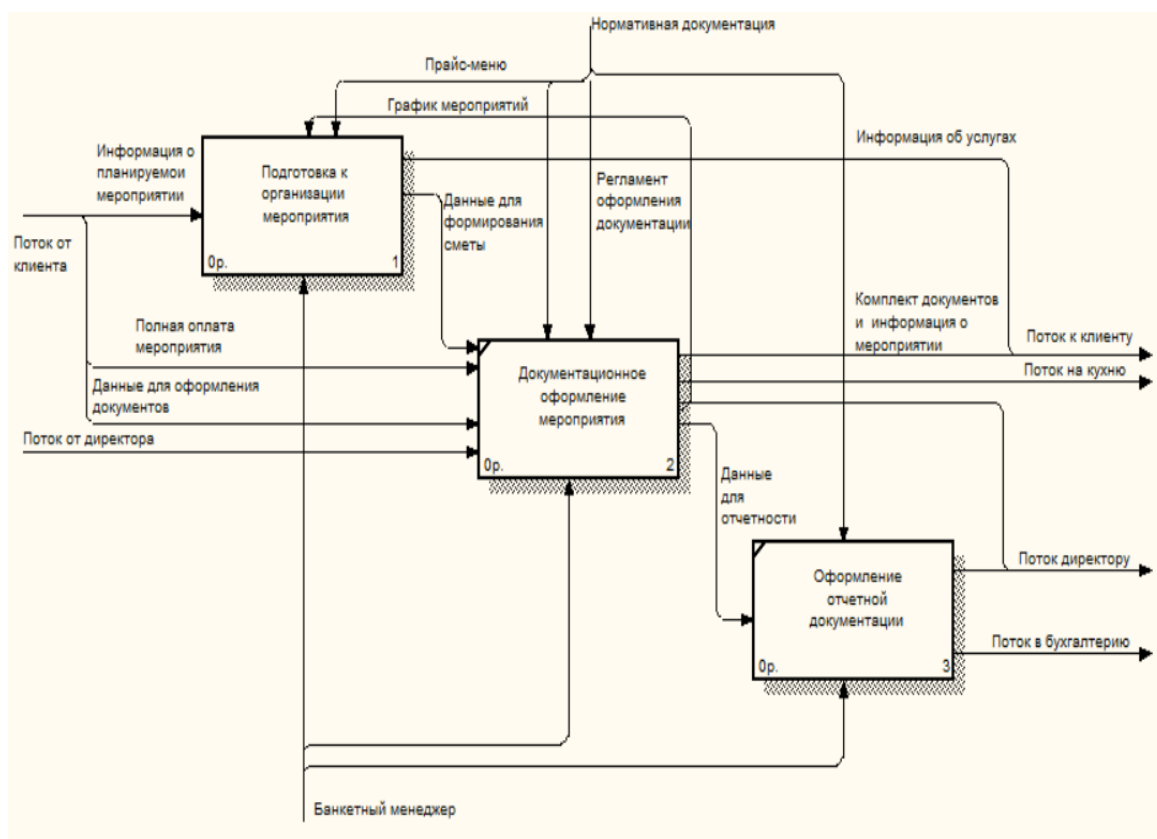 Нормативная документация
Прайс-меню
График мероприятий
Информация об услугах
Информация о
планируемои
мероприятии
Подготовка к
организации
мероприятия
0р.
1
Данные для
формирования
сметы
Регламент
оформления
документации
Поток от
клиента
Полная оплата
мероприятия
Комплект документов
и информация о
мероприятии
Поток к клиенту
Поток на кухню
Данные для оформления
документов
Документационное
оформление
мероприятия
0р.
2
Поток от директора
Данные
для
отчетности
Оформление
отчетной
документации
0р.
3
Поток директору
Поток в бухгалтерию
Банкетный менеджер